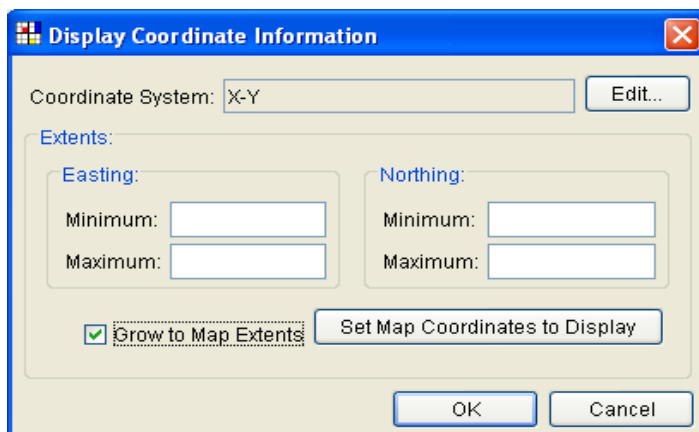 Display Coordinate Information
Coordinate System: X-Y Edit...
Extents:
Easting:
Minimum:
Maximum:
Northing:
Minimum:
Maximum:
Grow to Map Extents
Set Map Coordinates to Display
OK Cancel